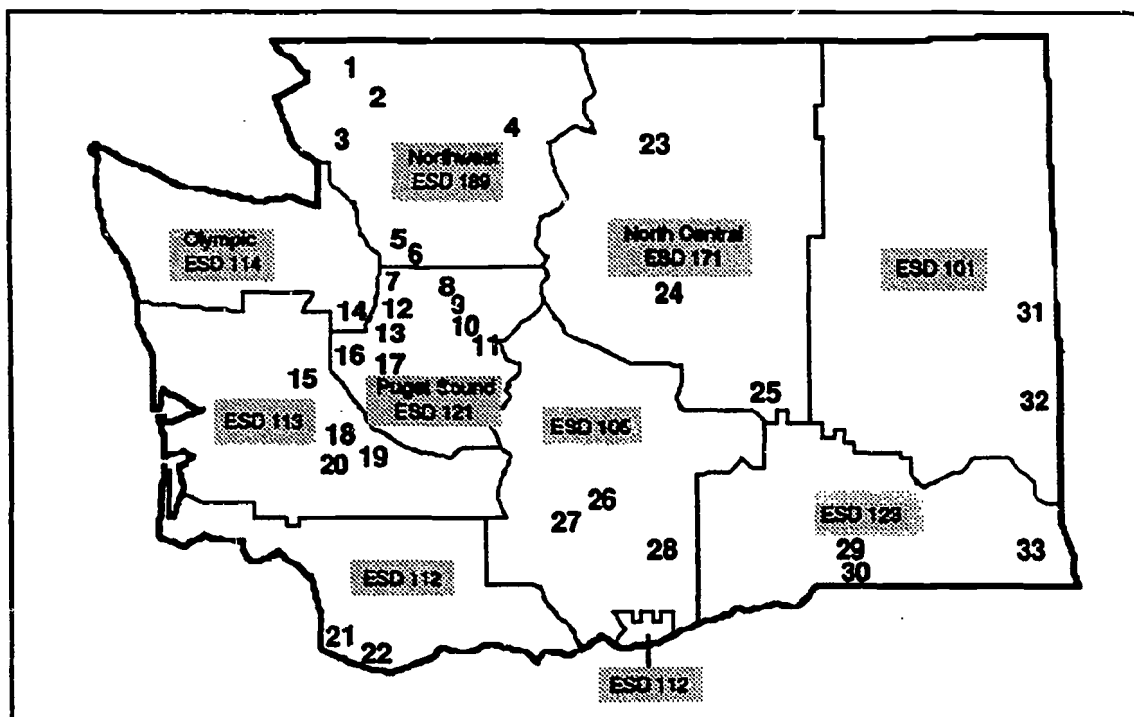 1
2
3
4
23
Northwest
ESD 189
Olympic
ESD 114
5
6
North Central
ESD 171
ESD 101
7
8
24
9
12
14
10
31
13
11
16
17
15
25
32
Puget Sound
ESD 121
ESD 113
ESD 105
18
19
20
26
27
ESD 123
28
29
33
30
ESD 112
21
22
ESD 112